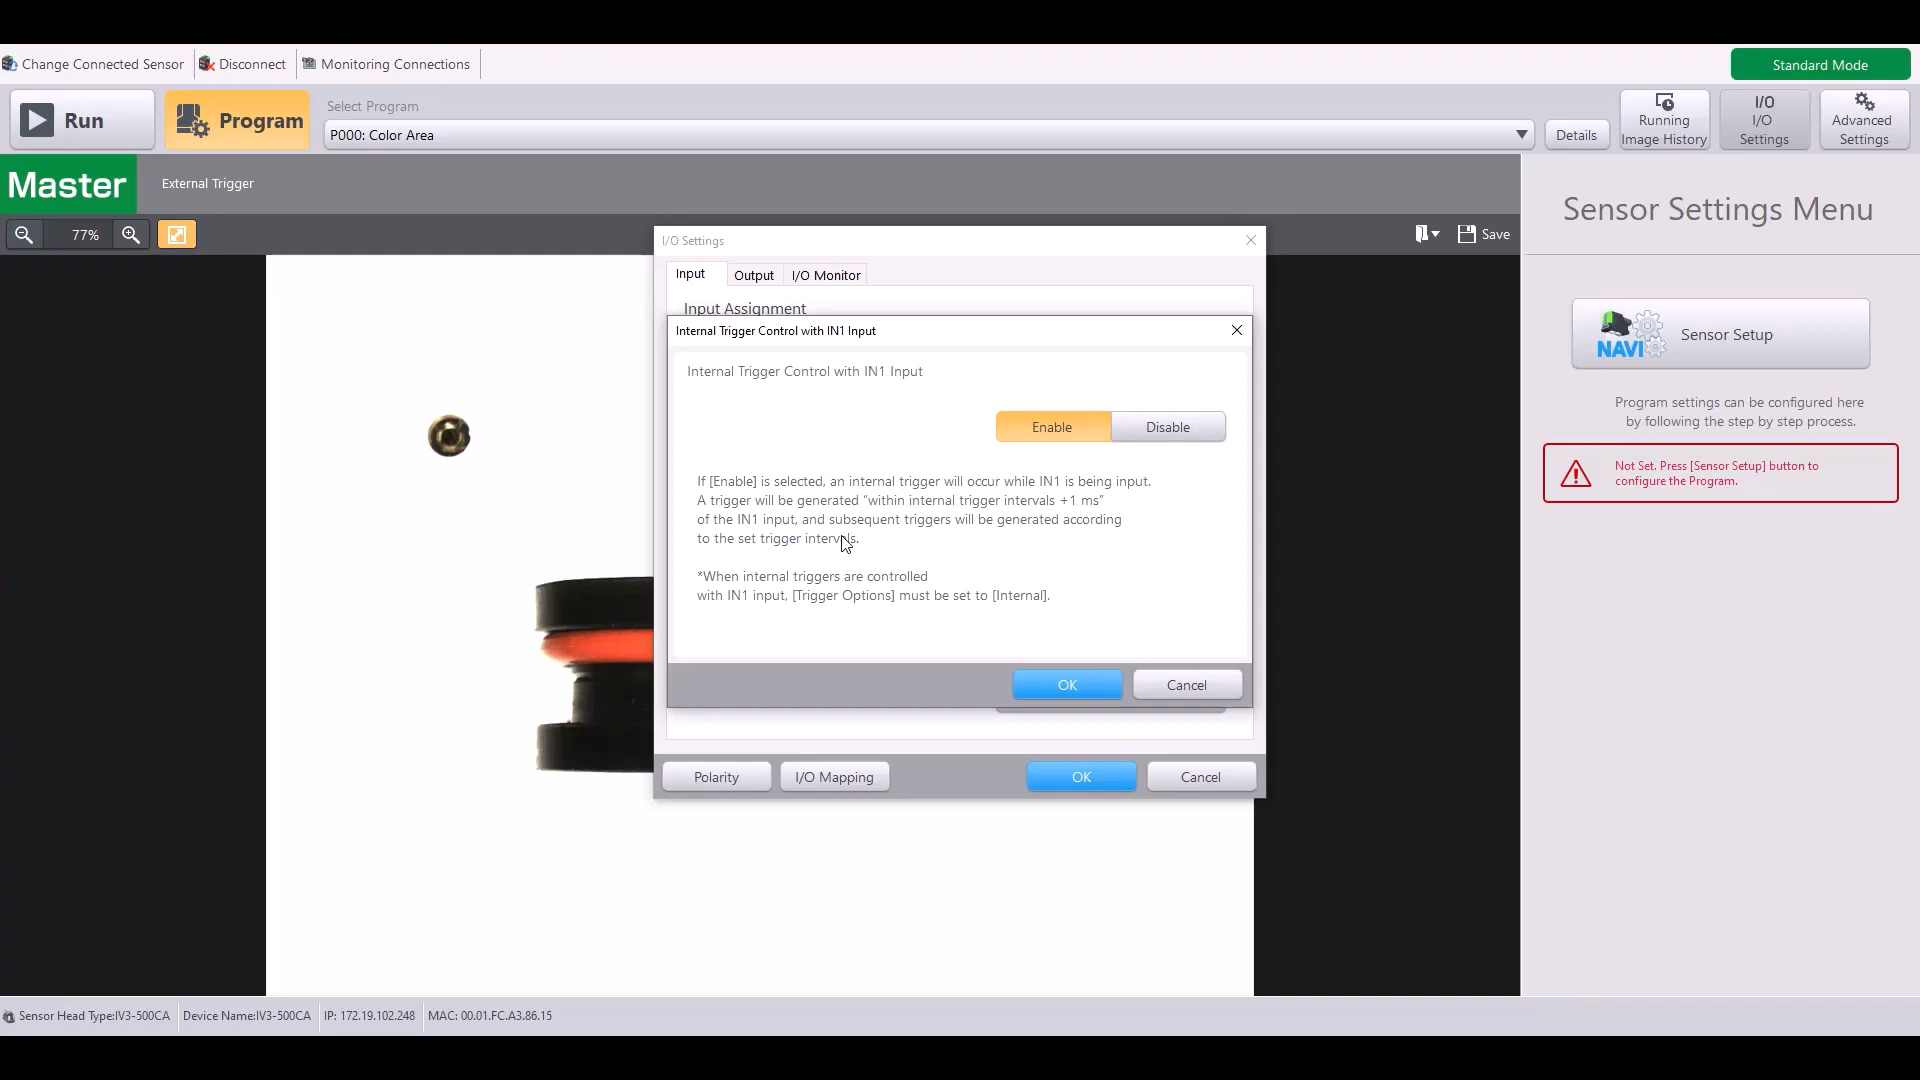 Change Connected Sensor
Disconnect
Monitoring Connections
Standard Mode
Run
Program
Select Program
P000: Color Area
Details
Running
Image History
I/O
I/O
Settings
Advanced
Settings
Master
External Trigger
Sensor Settings Menu
77%
Save
I/O Settings
Input
Output
I/O Monitor
Input Assignment
Internal Trigger Control with IN1 Input
Internal Trigger Control with IN1 Input
Enable
Disable
If [Enable] is selected, an internal trigger will occur while IN1 is being input.
A trigger will be generated “within internal trigger intervals +1 ms”
of the IN1 input, and subsequent triggers will be generated according
to the set trigger intervals.
*When internal triggers are controlled
with IN1 input, [Trigger Options] must be set to [Internal].
OK
Cancel
Polarity
I/O Mapping
OK
Cancel
NAVI
Sensor Setup
Program settings can be configured here
by following the step by step process.
Not Set. Press [Sensor Setup] button to
configure the Program.
Sensor Head Type:IV3-500CA
Device Name:IV3-500CA
IP: 172.19.102.248
MAC: 00.01.FC.A3.86.15